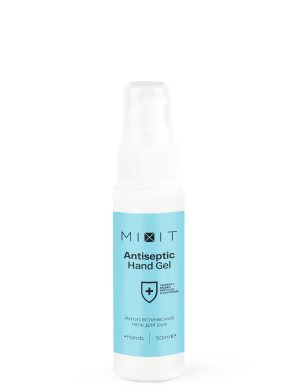 MIXIT
Antiseptic
Hand Gel
Антисептический
гель для рук
+Hands
50ml e